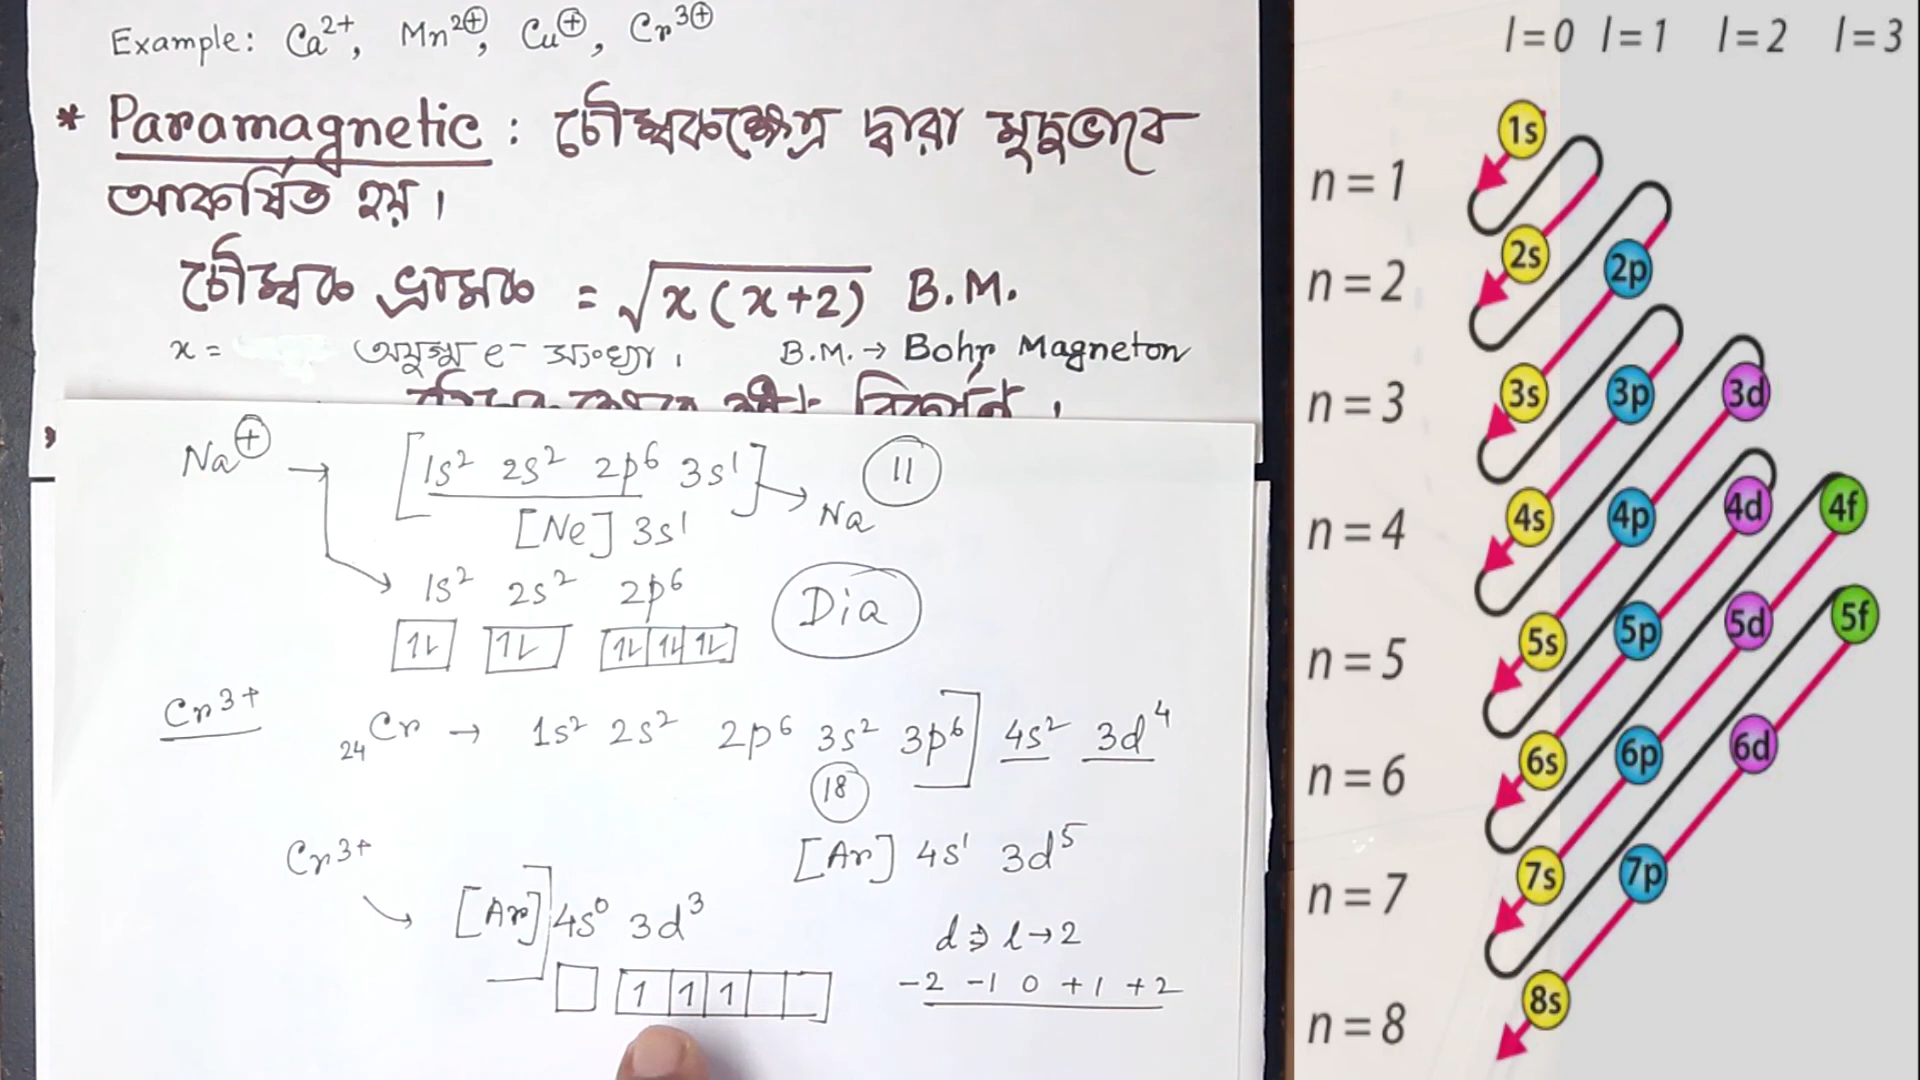 Example: Ca²⁺, Mn²⊕, Cu⊕, Cr³⊕
* Paramagnetic : চৌম্বকক্ষেত্র দ্বারা মৃদুভাবে
আকর্ষিত হয়।
চৌম্বক ভ্রামক = √x(x+2) B.M.
x = অযুগ্ম e⁻ সংখ্যা। B.M. → Bohr Magneton
Na⊕ → [1s² 2s² 2p⁶ 3s¹] → Na 11
[Ne] 3s¹
1s² 2s² 2p⁶ Dia
1L 1L 1L 1L 1L
Cr³⁺
₂₄Cr → 1s² 2s² 2p⁶ 3s² 3p⁶] 4s² 3d⁴
18
[Ar] 4s¹ 3d⁵
Cr³⁺
[Ar] 4s⁰ 3d³
d ⇒ l → 2
1 1 1
-2 -1 0 +1 +2
l=0 l=1 l=2 l=3
1s
n=1
2s 2p
n=2
3s 3p 3d
n=3
4s 4p 4d 4f
n=4
5s 5p 5d 5f
n=5
6s 6p 6d
n=6
7s 7p
n=7
8s
n=8